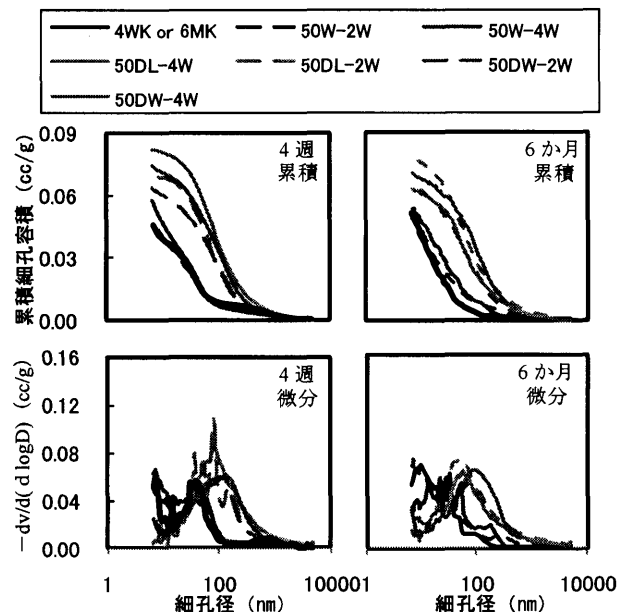 4WK or 6MK 50W-2W 50W-4W
50DL-4W 50DL-2W 50DW-2W
50DW-4W
0.09
0.06
0.03
0.00
累積細孔容積 (cc/g)
4週
累積
6か月
累積
0.16
0.12
0.08
0.04
0.00
-dv/d(d logD) (cc/g)
4週
微分
6か月
微分
1 100 10000
1 100 10000
細孔径 (nm) 細孔径 (nm)